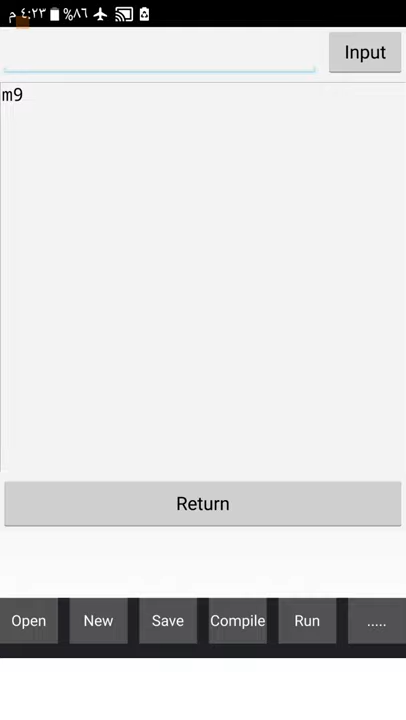 ٤:٢٣ م %٨٦
Input
m9
Return
Open New Save Compile Run .....